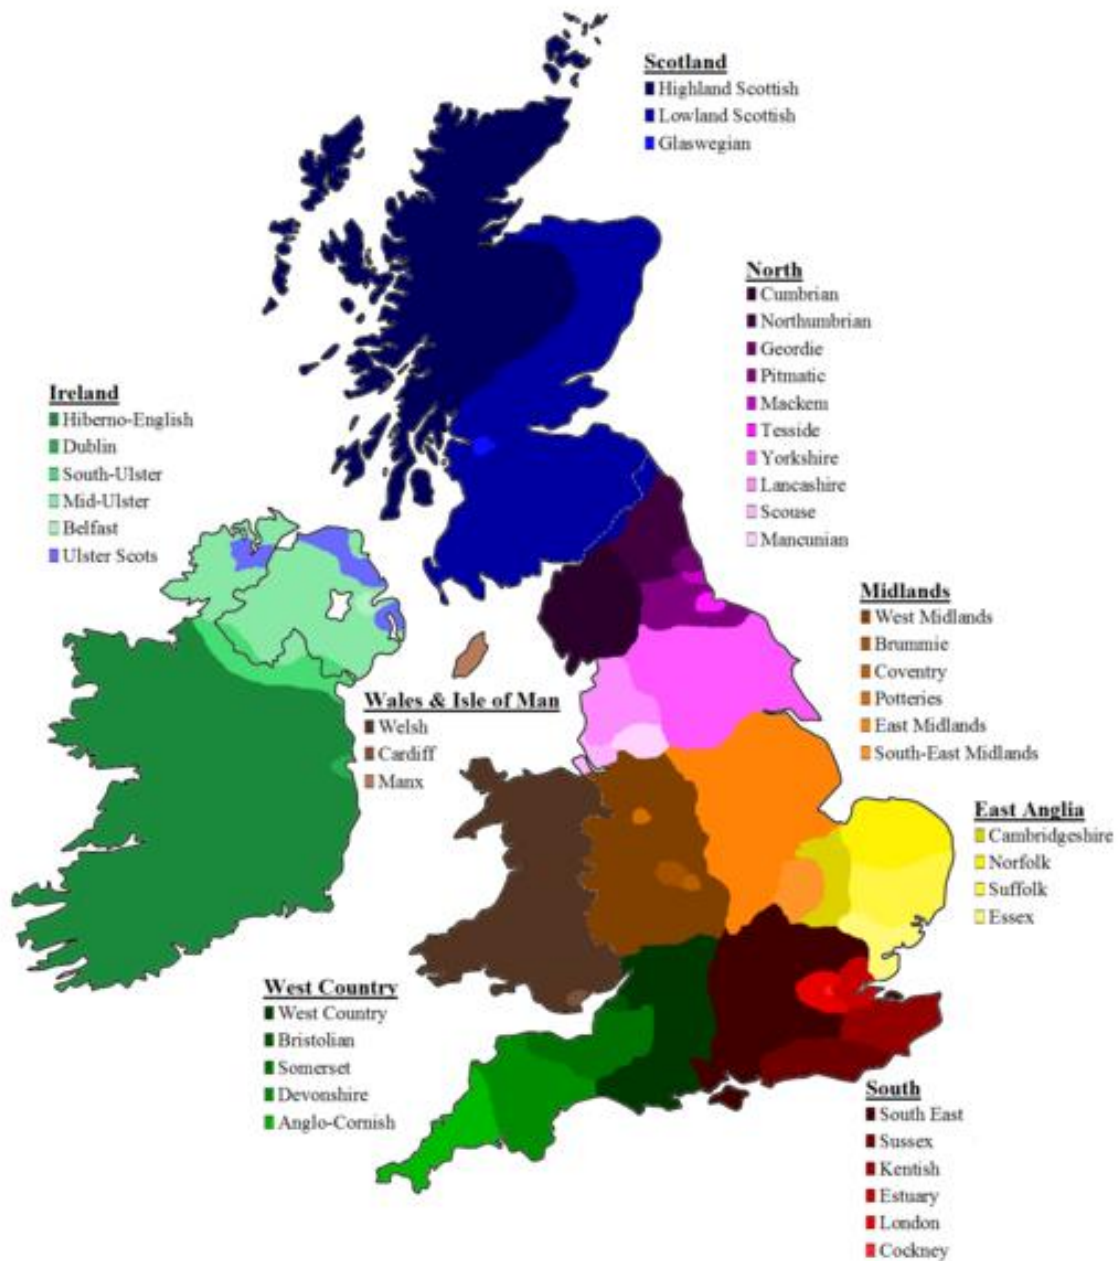 Scotland
Highland Scottish
Lowland Scottish
Glaswegian
North
Cumbrian
Northumbrian
Geordie
Pitmatic
Mackem
Tesside
Yorkshire
Lancashire
Scouse
Mancunian
Ireland
Hiberno-English
Dublin
South-Ulster
Mid-Ulster
Belfast
Ulster Scots
Midlands
West Midlands
Brummie
Coventry
Potteries
East Midlands
South-East Midlands
Wales & Isle of Man
Welsh
Cardiff
Manx
East Anglia
Cambridgeshire
Norfolk
Suffolk
Essex
West Country
West Country
Bristolian
Somerset
Devonshire
Anglo-Cornish
South
South East
Sussex
Kentish
Estuary
London
Cockney